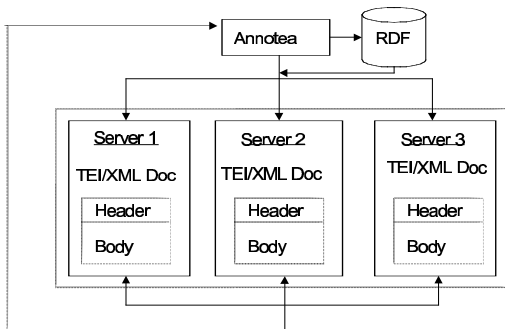 Annotea
RDF
Server 1
TEI/XML Doc
Header
Body
Server 2
TEI/XML Doc
Header
Body
Server 3
TEI/XML Doc
Header
Body